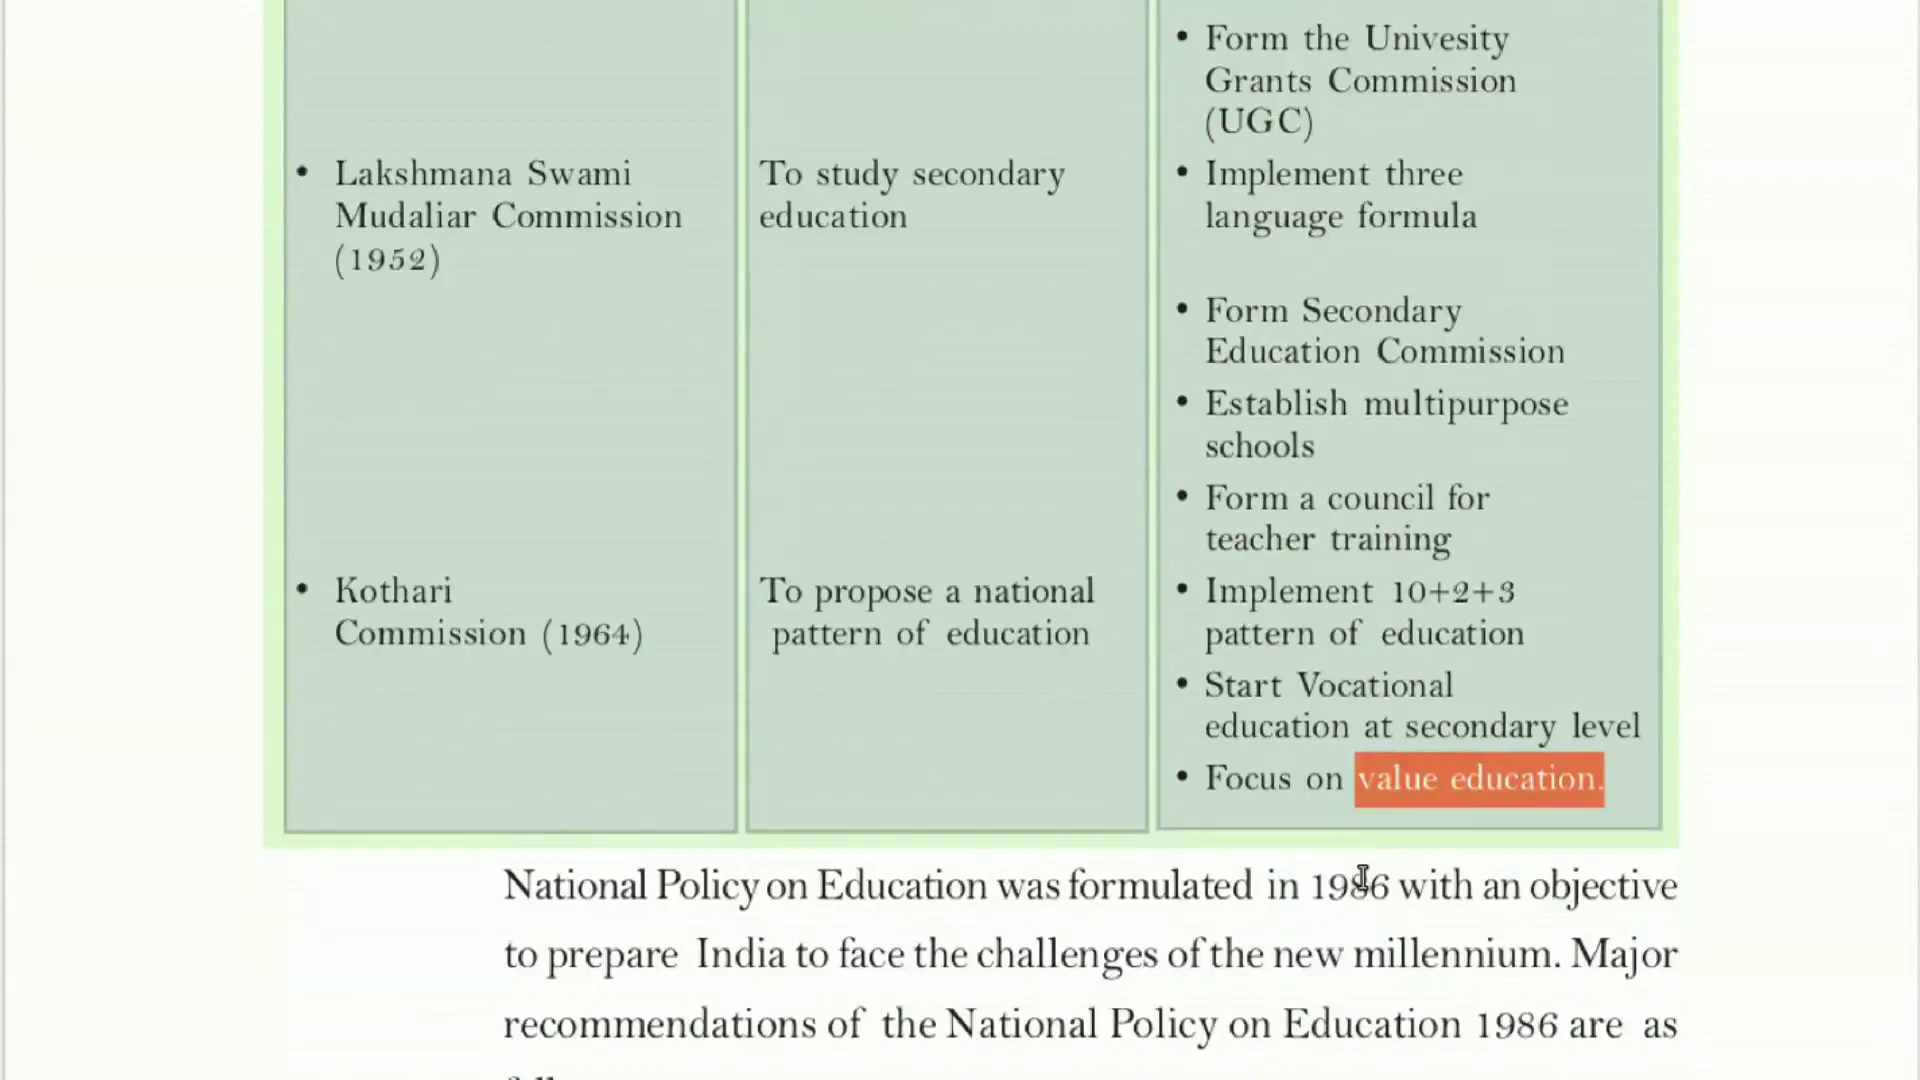 • Form the Univesity
Grants Commission
(UGC)
• Lakshmana Swami
Mudaliar Commission
(1952)
To study secondary
education
• Implement three
language formula
• Form Secondary
Education Commission
• Establish multipurpose
schools
• Form a council for
teacher training
• Kothari
Commission (1964)
To propose a national
pattern of education
• Implement 10+2+3
pattern of education
• Start Vocational
education at secondary level
• Focus on value education.
National Policy on Education was formulated in 1986 with an objective
to prepare India to face the challenges of the new millennium. Major
recommendations of the National Policy on Education 1986 are as